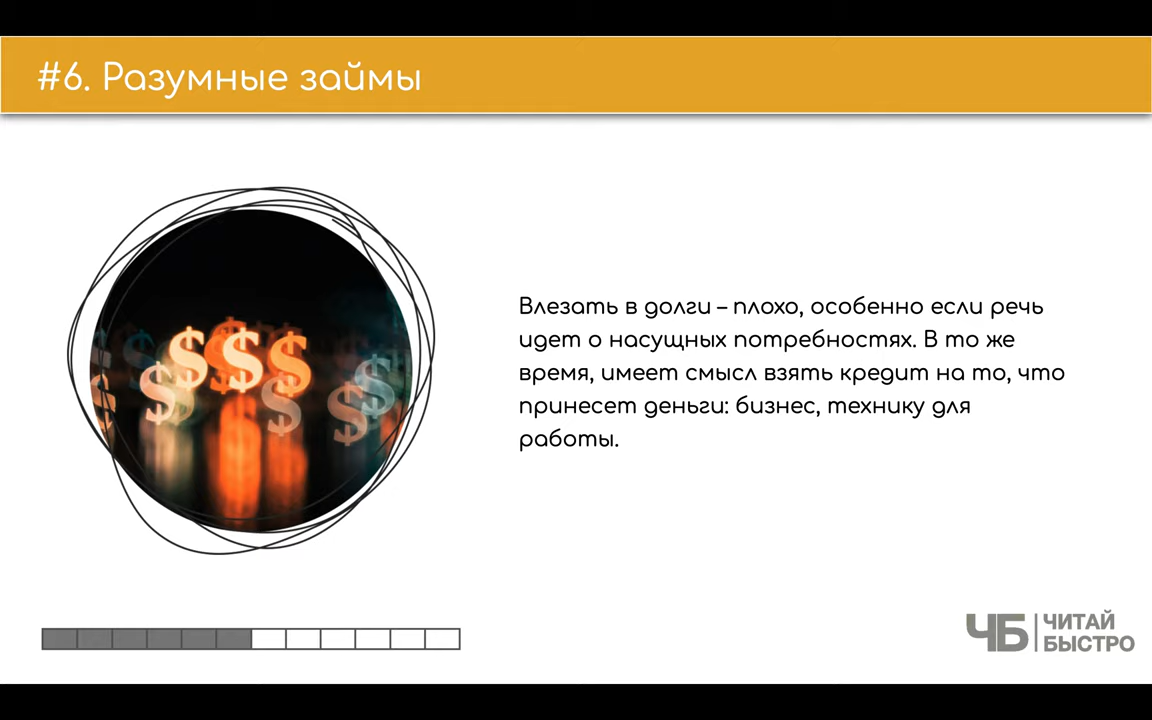 #6. Разумные займы
Влезать в долги – плохо, особенно если речь
идет о насущных потребностях. В то же
время, имеет смысл взять кредит на то, что
принесет деньги: бизнес, технику для
работы.
ЧБ
ЧИТАЙ
БЫСТРО